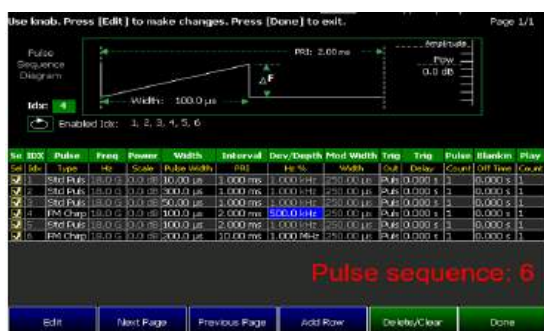 Use knob. Press [Edit] to make changes. Press [Done] to exit. Page 1/1
Pulse Sequence Diagram
PRI: 2.00 ms
Amplitude
Pow
0.0 dB
ΔF
Width: 100.0 µs
Idx: 4
Enabled Idx: 1, 2, 3, 4, 5, 6
Se IDX Pulse Freq Power Width Interval Dev/Depth Mod Width Trig Trig Pulse Blankin Play
Sel Idx Type Hz Scale Pulse Width PRI Hz % Width Out Delay Count Off Time Count
1 Std Puls 18.0 G 0.0 dB 10.00 µs 1.000 ms 1.000 kHz 250.00 µs Puls 0.000 s 1 0.000 s 1
2 Std Puls 18.0 G 0.0 dB 300.0 µs 1.000 ms 1.000 kHz 250.00 µs Puls 0.000 s 1 0.000 s 1
3 Std Puls 18.0 G 0.0 dB 50.00 µs 1.000 ms 1.000 kHz 250.00 µs Puls 0.000 s 1 0.000 s 1
4 FM Chirp 18.0 G 0.0 dB 100.0 µs 2.000 ms 500.0 kHz 250.00 µs Puls 0.000 s 1 0.000 s 1
5 Std Puls 18.0 G 0.0 dB 100.0 µs 2.000 ms 1.000 kHz 250.00 µs Puls 0.000 s 1 0.000 s 1
6 FM Chirp 18.0 G 0.0 dB 200.0 µs 10.00 ms 1.000 MHz 250.00 µs Puls 0.000 s 1 0.000 s 1
Pulse sequence: 6
Edit Next Page Previous Page Add Row Delete/Clear Done